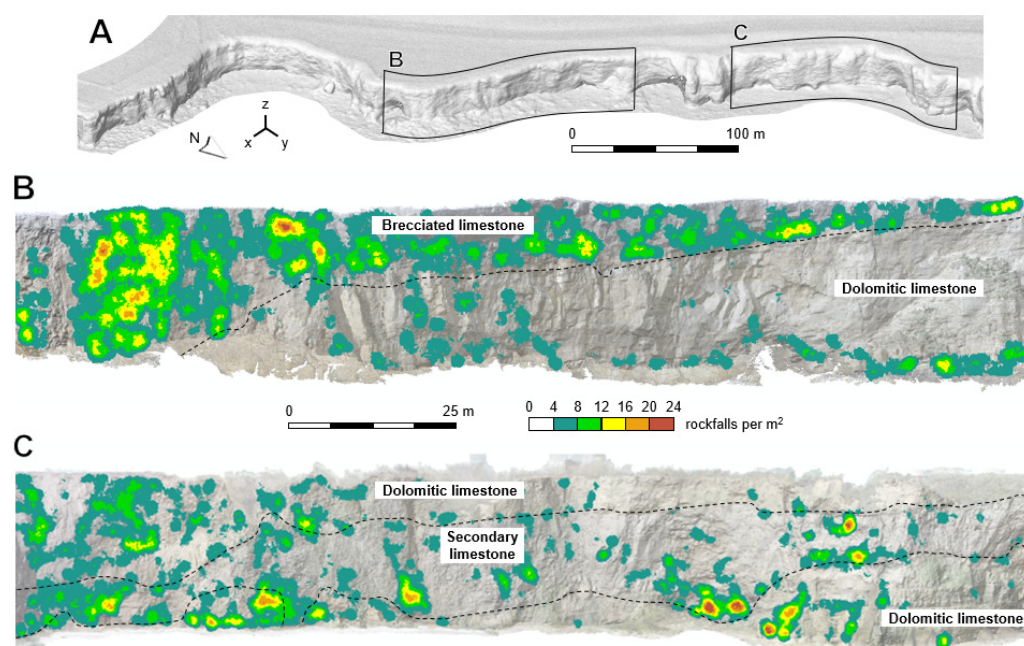 A
B
C
N
z
x
y
0
100 m
B
Brecciated limestone
Dolomitic limestone
0
25 m
0 4 8 12 16 20 24
rockfalls per m²
C
Dolomitic limestone
Secondary
limestone
Dolomitic limestone